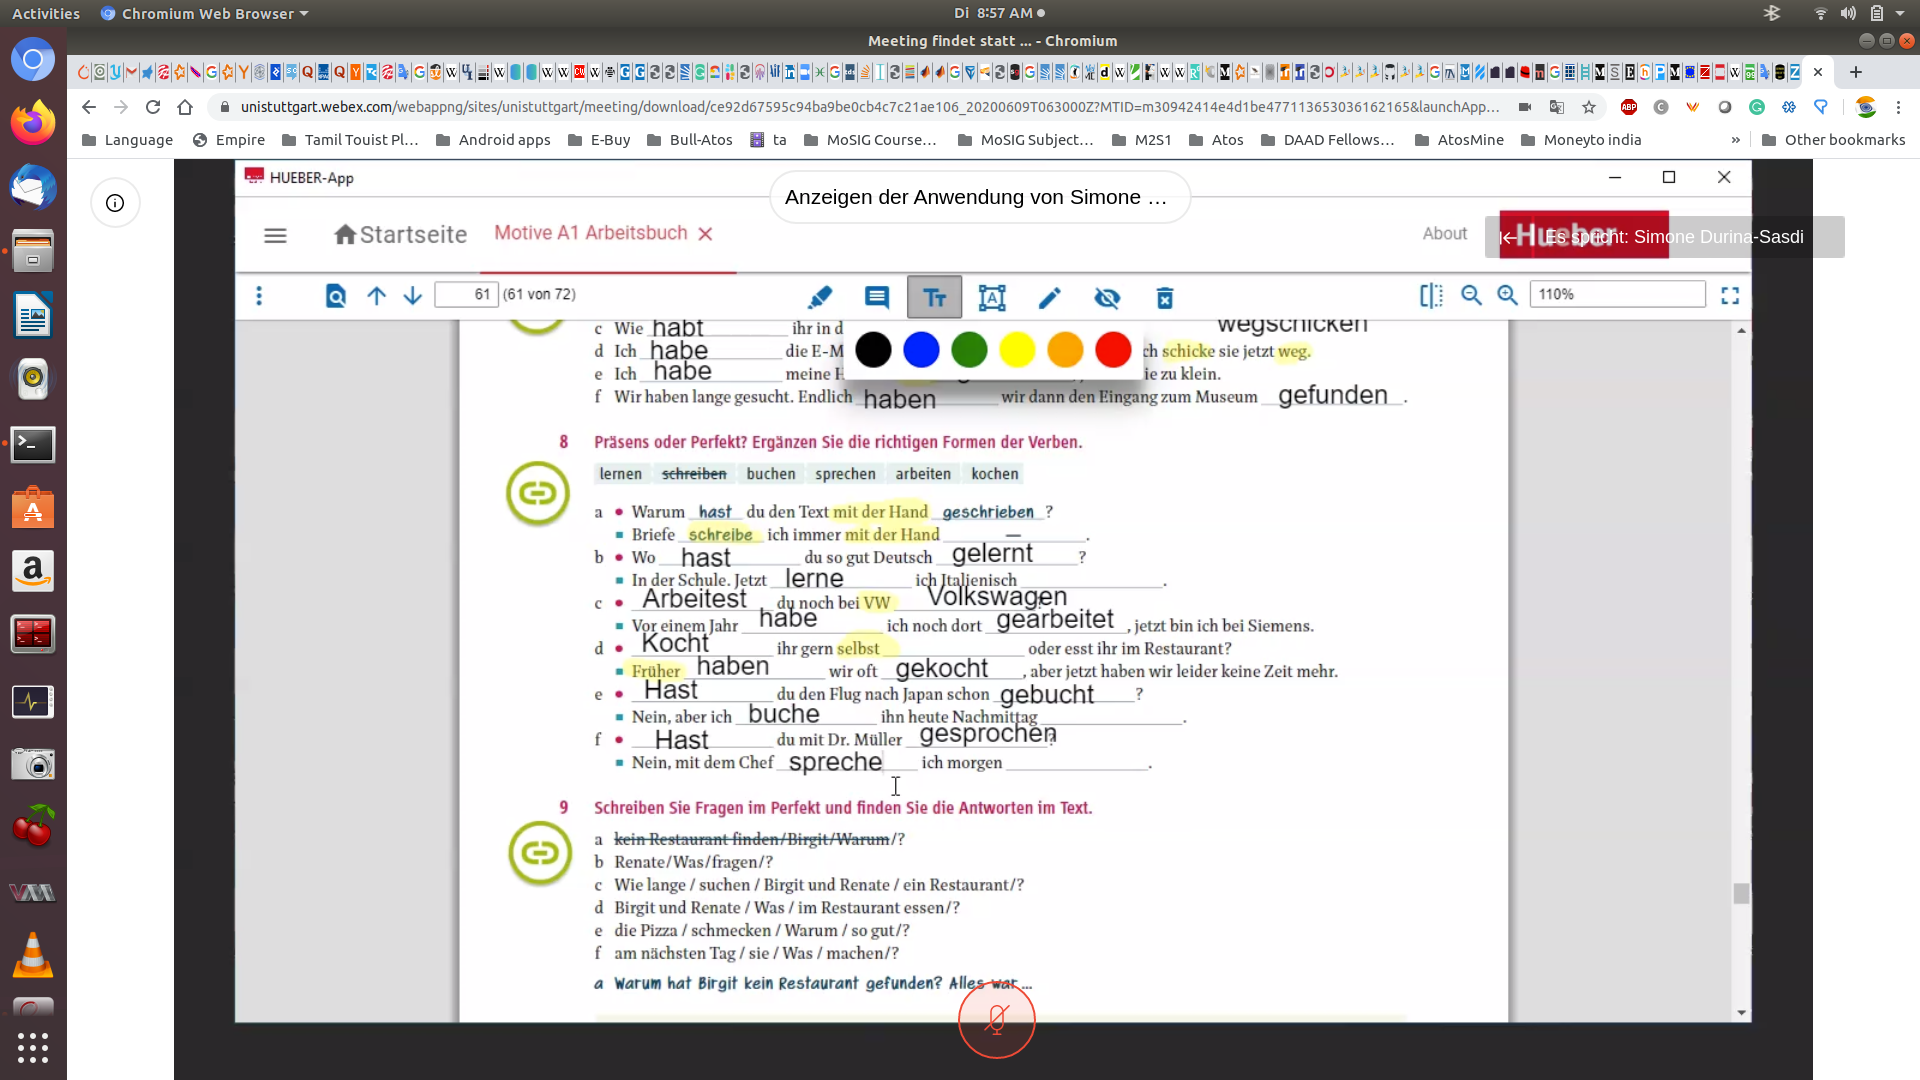 Activities Chromium Web Browser Di 8:57 AM
Meeting findet statt ... - Chromium
unistuttgart.webex.com/webappng/sites/unistuttgart/meeting/download/ce92d67595c94ba9be0cb4c7c21ae106_20200609T063000Z?MTID=m30942414e4d1be477113653036162165&launchApp...
Language Empire Tamil Touist Pl... Android apps E-Buy Bull-Atos ta MoSIG Course... MoSIG Subject... M2S1 Atos DAAD Fellows... AtosMine Moneyto india » Other bookmarks
HUEBER-App
Anzeigen der Anwendung von Simone ...
Startseite Motive A1 Arbeitsbuch About Hueber
Es spricht: Simone Durina-Sasdi
61 (61 von 72) 110%
c Wie habt ihr in d wegschicken
d Ich habe die E-M ch schicke sie jetzt weg.
e Ich habe meine H ie zu klein.
f Wir haben lange gesucht. Endlich haben wir dann den Eingang zum Museum gefunden.
8 Präsens oder Perfekt? Ergänzen Sie die richtigen Formen der Verben.
lernen schreiben buchen sprechen arbeiten kochen
a Warum hast du den Text mit der Hand geschrieben ?
Briefe schreibe ich immer mit der Hand — .
b Wo hast du so gut Deutsch gelernt ?
In der Schule. Jetzt lerne ich Italienisch .
c Arbeitest du noch bei VW Volkswagen ?
Vor einem Jahr habe ich noch dort gearbeitet , jetzt bin ich bei Siemens.
d Kocht ihr gern selbst oder esst ihr im Restaurant?
Früher haben wir oft gekocht , aber jetzt haben wir leider keine Zeit mehr.
e Hast du den Flug nach Japan schon gebucht ?
Nein, aber ich buche ihn heute Nachmittag .
f Hast du mit Dr. Müller gesprochen ?
Nein, mit dem Chef spreche ich morgen .
9 Schreiben Sie Fragen im Perfekt und finden Sie die Antworten im Text.
a kein Restaurant finden/Birgit/Warum/?
b Renate/Was/fragen/?
c Wie lange / suchen / Birgit und Renate / ein Restaurant/?
d Birgit und Renate / Was / im Restaurant essen/?
e die Pizza / schmecken / Warum / so gut/?
f am nächsten Tag / sie / Was / machen/?
a Warum hat Birgit kein Restaurant gefunden? Alles war ...